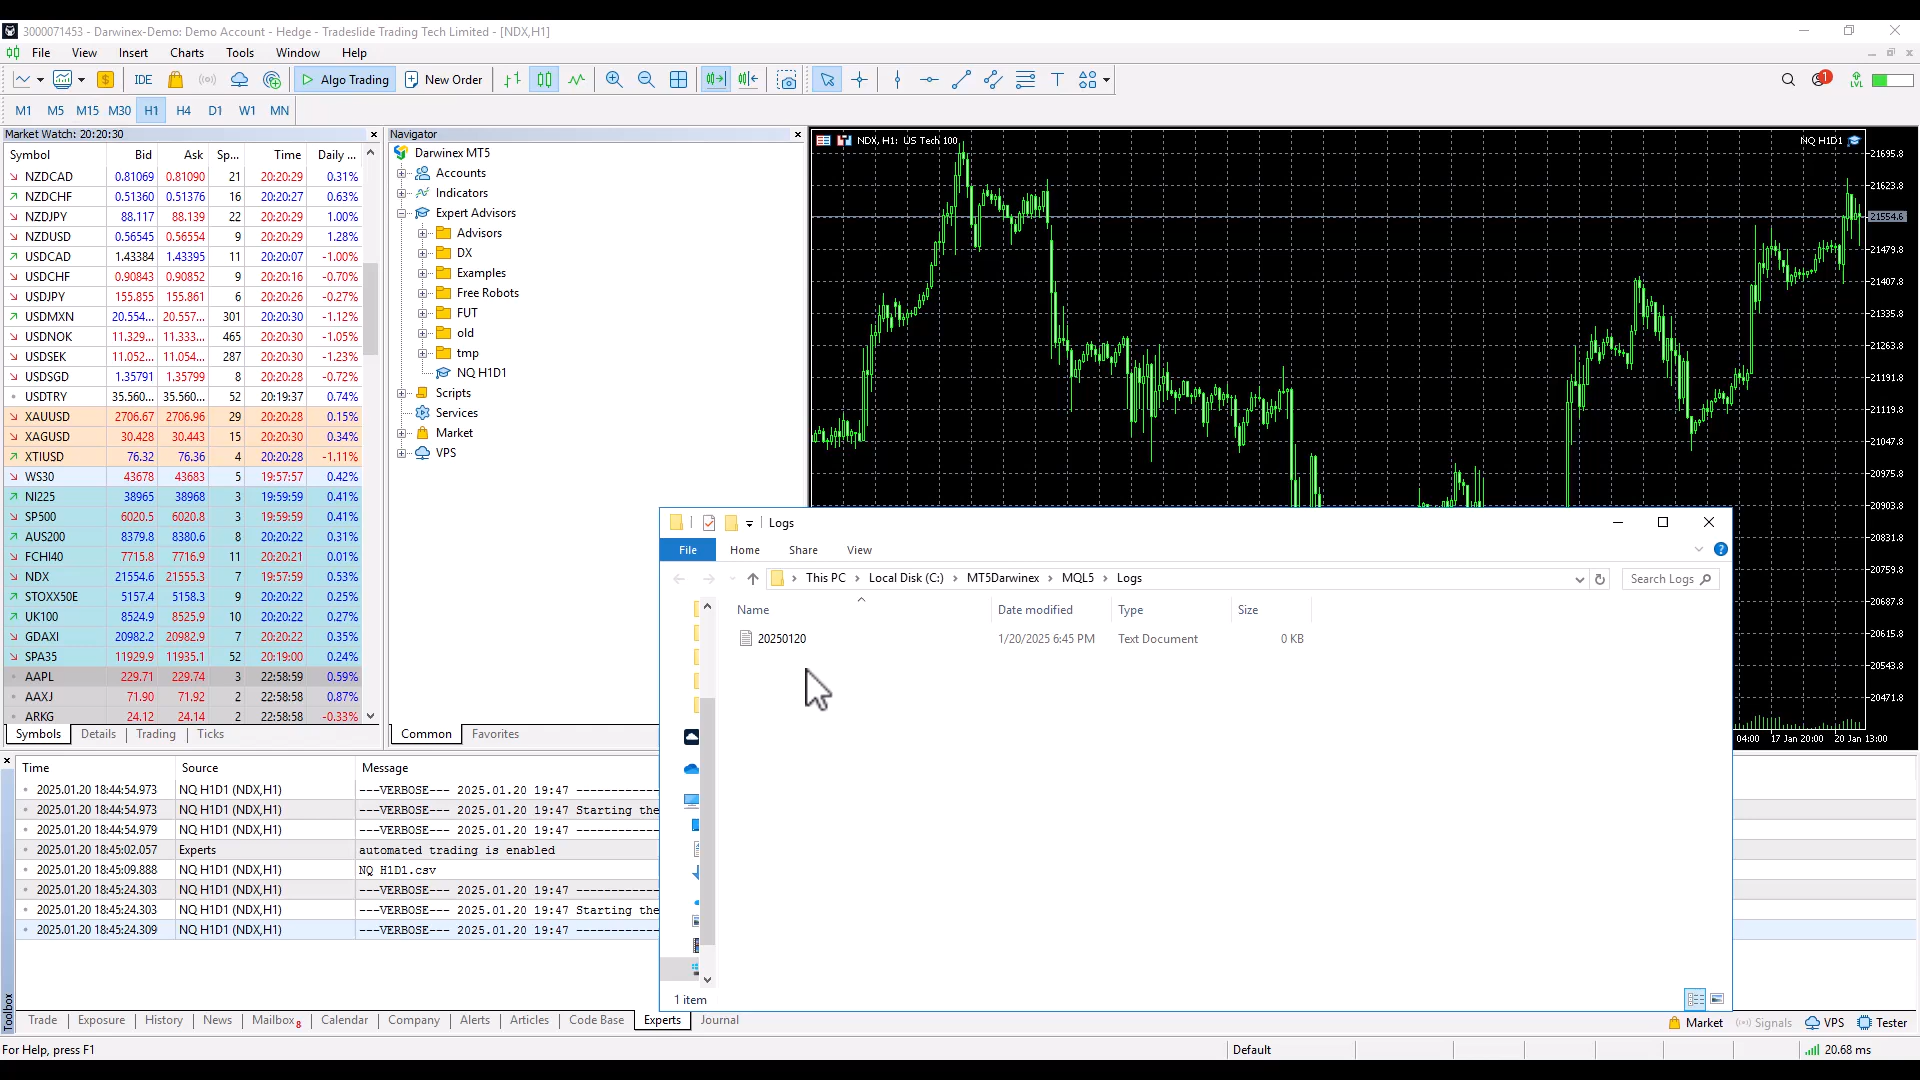 3000071453 - Darwinex-Demo: Demo Account - Hedge - Tradeslide Trading Tech Limited - [NDX,H1]
File View Insert Charts Tools Window Help
IDE Algo Trading New Order 1 LVL
M1 M5 M15 M30 H1 H4 D1 W1 MN
Market Watch: 20:20:30
Symbol Bid Ask Sp... Time Daily ...
NZDCAD 0.81069 0.81090 21 20:20:29 0.31%
NZDCHF 0.51360 0.51376 16 20:20:27 0.63%
NZDJPY 88.117 88.139 22 20:20:29 1.00%
NZDUSD 0.56545 0.56554 9 20:20:29 1.28%
USDCAD 1.43384 1.43395 11 20:20:07 -1.00%
USDCHF 0.90843 0.90852 9 20:20:16 -0.70%
USDJPY 155.855 155.861 6 20:20:26 -0.27%
USDMXN 20.554... 20.557... 301 20:20:30 -1.12%
USDNOK 11.329... 11.333... 465 20:20:30 -1.05%
USDSEK 11.052... 11.054... 287 20:20:30 -1.23%
USDSGD 1.35791 1.35799 8 20:20:28 -0.72%
USDTRY 35.560... 35.560... 52 20:19:37 0.74%
XAUUSD 2706.67 2706.96 29 20:20:28 0.15%
XAGUSD 30.428 30.443 15 20:20:30 0.34%
XTIUSD 76.32 76.36 4 20:20:28 -1.11%
WS30 43678 43683 5 19:57:57 0.42%
NI225 38965 38968 3 19:59:59 0.41%
SP500 6020.5 6020.8 3 19:59:59 0.41%
AUS200 8379.8 8380.6 8 20:20:22 0.31%
FCHI40 7715.8 7716.9 11 20:20:21 0.01%
NDX 21554.6 21555.3 7 19:57:59 0.53%
STOXX50E 5157.4 5158.3 9 20:20:22 0.25%
UK100 8524.9 8525.9 10 20:20:22 0.27%
GDAXI 20982.2 20982.9 7 20:20:22 0.35%
SPA35 11929.9 11935.1 52 20:19:00 0.24%
AAPL 229.71 229.74 3 22:58:59 0.59%
AAXJ 71.90 71.92 2 22:58:58 0.87%
ARKG 24.12 24.14 2 22:58:58 -0.33%
Symbols Details Trading Ticks
Navigator
Darwinex MT5
Accounts
Indicators
Expert Advisors
Advisors
DX
Examples
Free Robots
FUT
old
tmp
NQ H1D1
Scripts
Services
Market
VPS
Common Favorites
NDX, H1: US Tech 100
NQ H1D1
21695.8
21623.8
21554.6
21479.8
21407.8
21335.8
21263.8
21191.8
21119.8
21047.8
20975.8
20903.8
20831.8
20759.8
20687.8
20615.8
20543.8
20471.8
04:00 17 Jan 20:00 20 Jan 13:00
Logs
File Home Share View
This PC Local Disk (C:) MT5Darwinex MQL5 Logs
Search Logs
Name Date modified Type Size
20250120 1/20/2025 6:45 PM Text Document 0 KB
1 item
Time Source Message
2025.01.20 18:44:54.973 NQ H1D1 (NDX,H1) ---VERBOSE--- 2025.01.20 19:47 ------------
2025.01.20 18:44:54.973 NQ H1D1 (NDX,H1) ---VERBOSE--- 2025.01.20 19:47 Starting the
2025.01.20 18:44:54.979 NQ H1D1 (NDX,H1) ---VERBOSE--- 2025.01.20 19:47 ------------
2025.01.20 18:45:02.057 Experts automated trading is enabled
2025.01.20 18:45:09.888 NQ H1D1 (NDX,H1) NQ H1D1.csv
2025.01.20 18:45:24.303 NQ H1D1 (NDX,H1) ---VERBOSE--- 2025.01.20 19:47 ------------
2025.01.20 18:45:24.303 NQ H1D1 (NDX,H1) ---VERBOSE--- 2025.01.20 19:47 Starting the
2025.01.20 18:45:24.309 NQ H1D1 (NDX,H1) ---VERBOSE--- 2025.01.20 19:47 ------------
Toolbox
Trade Exposure History News Mailbox 8 Calendar Company Alerts Articles Code Base Experts Journal
Market Signals VPS Tester
For Help, press F1 Default 20.68 ms